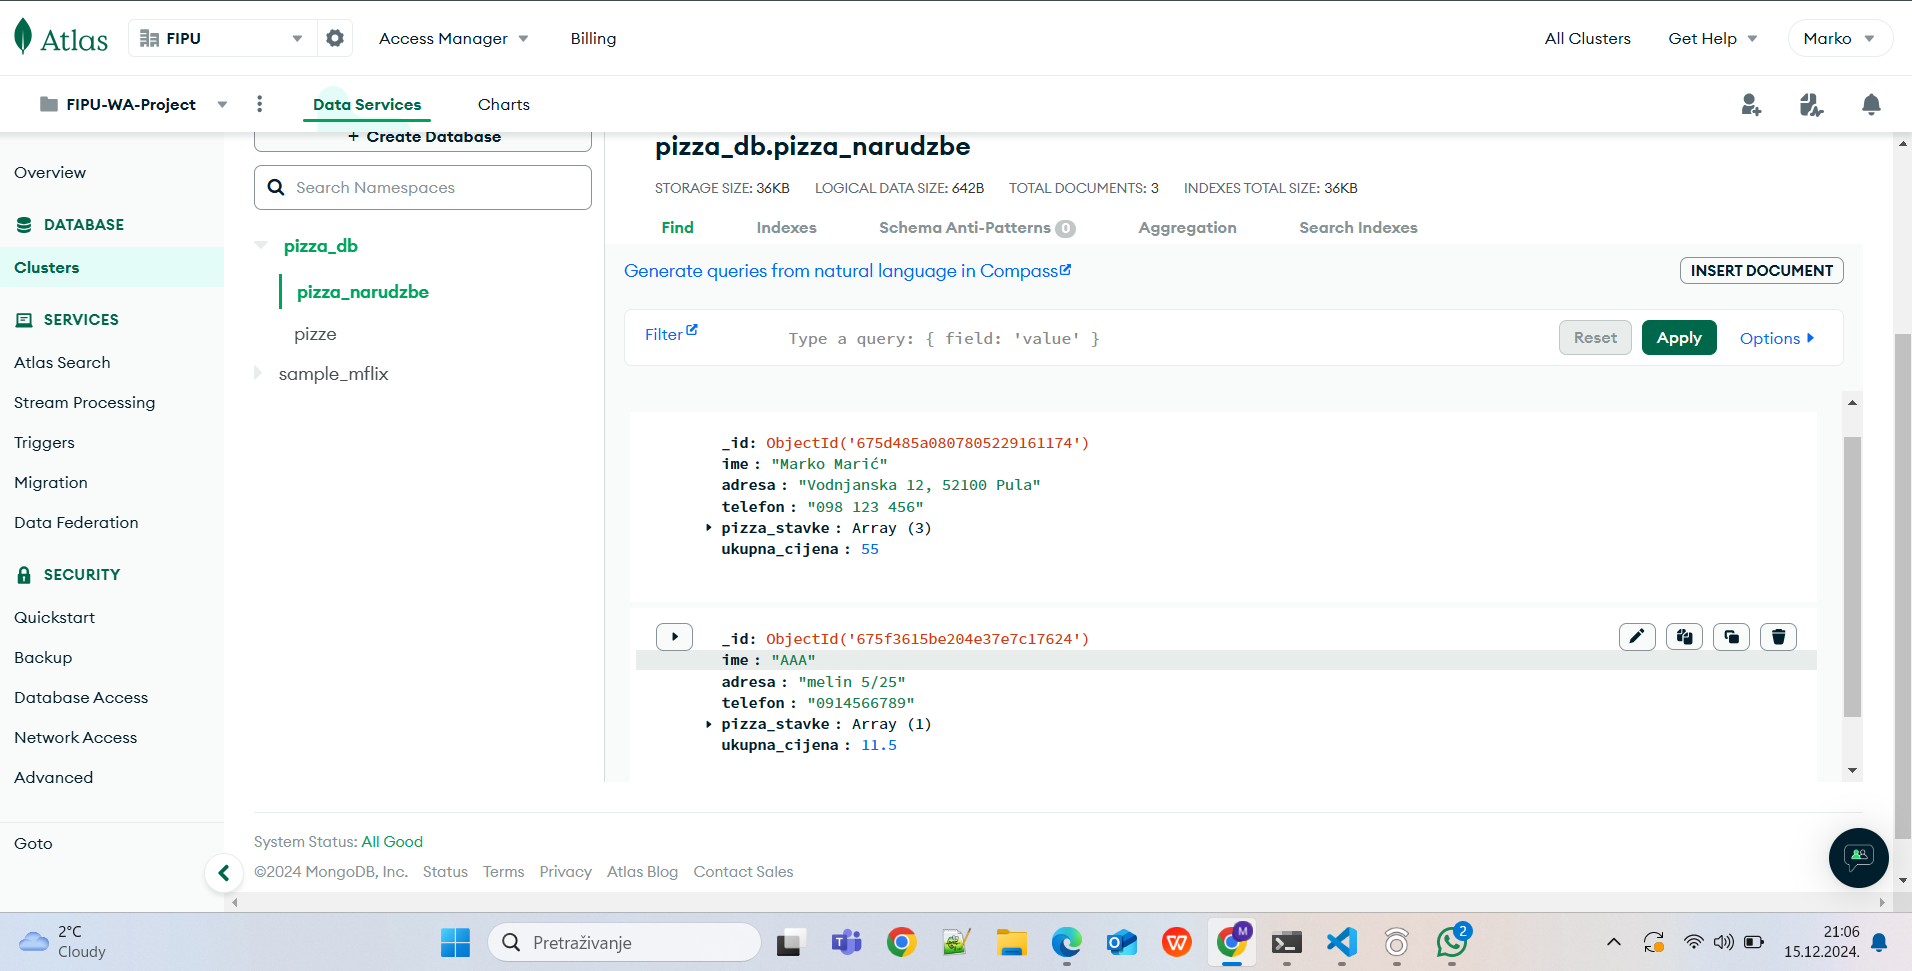 Atlas
FIPU
Access Manager
Billing
All Clusters
Get Help
Marko
FIPU-WA-Project
Data Services
Charts
Overview
DATABASE
Clusters
SERVICES
Atlas Search
Stream Processing
Triggers
Migration
Data Federation
SECURITY
Quickstart
Backup
Database Access
Network Access
Advanced
Goto
+ Create Database
Search Namespaces
pizza_db
pizza_narudzbe
pizze
sample_mflix
pizza_db.pizza_narudzbe
STORAGE SIZE: 36KB LOGICAL DATA SIZE: 642B TOTAL DOCUMENTS: 3 INDEXES TOTAL SIZE: 36KB
Find Indexes Schema Anti-Patterns 0 Aggregation Search Indexes
Generate queries from natural language in Compass
INSERT DOCUMENT
Filter
Type a query: { field: 'value' }
Reset
Apply
Options
_id: ObjectId('675d485a0807805229161174')
ime : "Marko Marić"
adresa : "Vodnjanska 12, 52100 Pula"
telefon : "098 123 456"
pizza_stavke : Array (3)
ukupna_cijena : 55
_id: ObjectId('675f3615be204e37e7c17624')
ime : "AAA"
adresa : "melin 5/25"
telefon : "0914566789"
pizza_stavke : Array (1)
ukupna_cijena : 11.5
System Status: All Good
©2024 MongoDB, Inc. Status Terms Privacy Atlas Blog Contact Sales
2°C
Cloudy
Pretraživanje
M
2
21:06
15.12.2024.